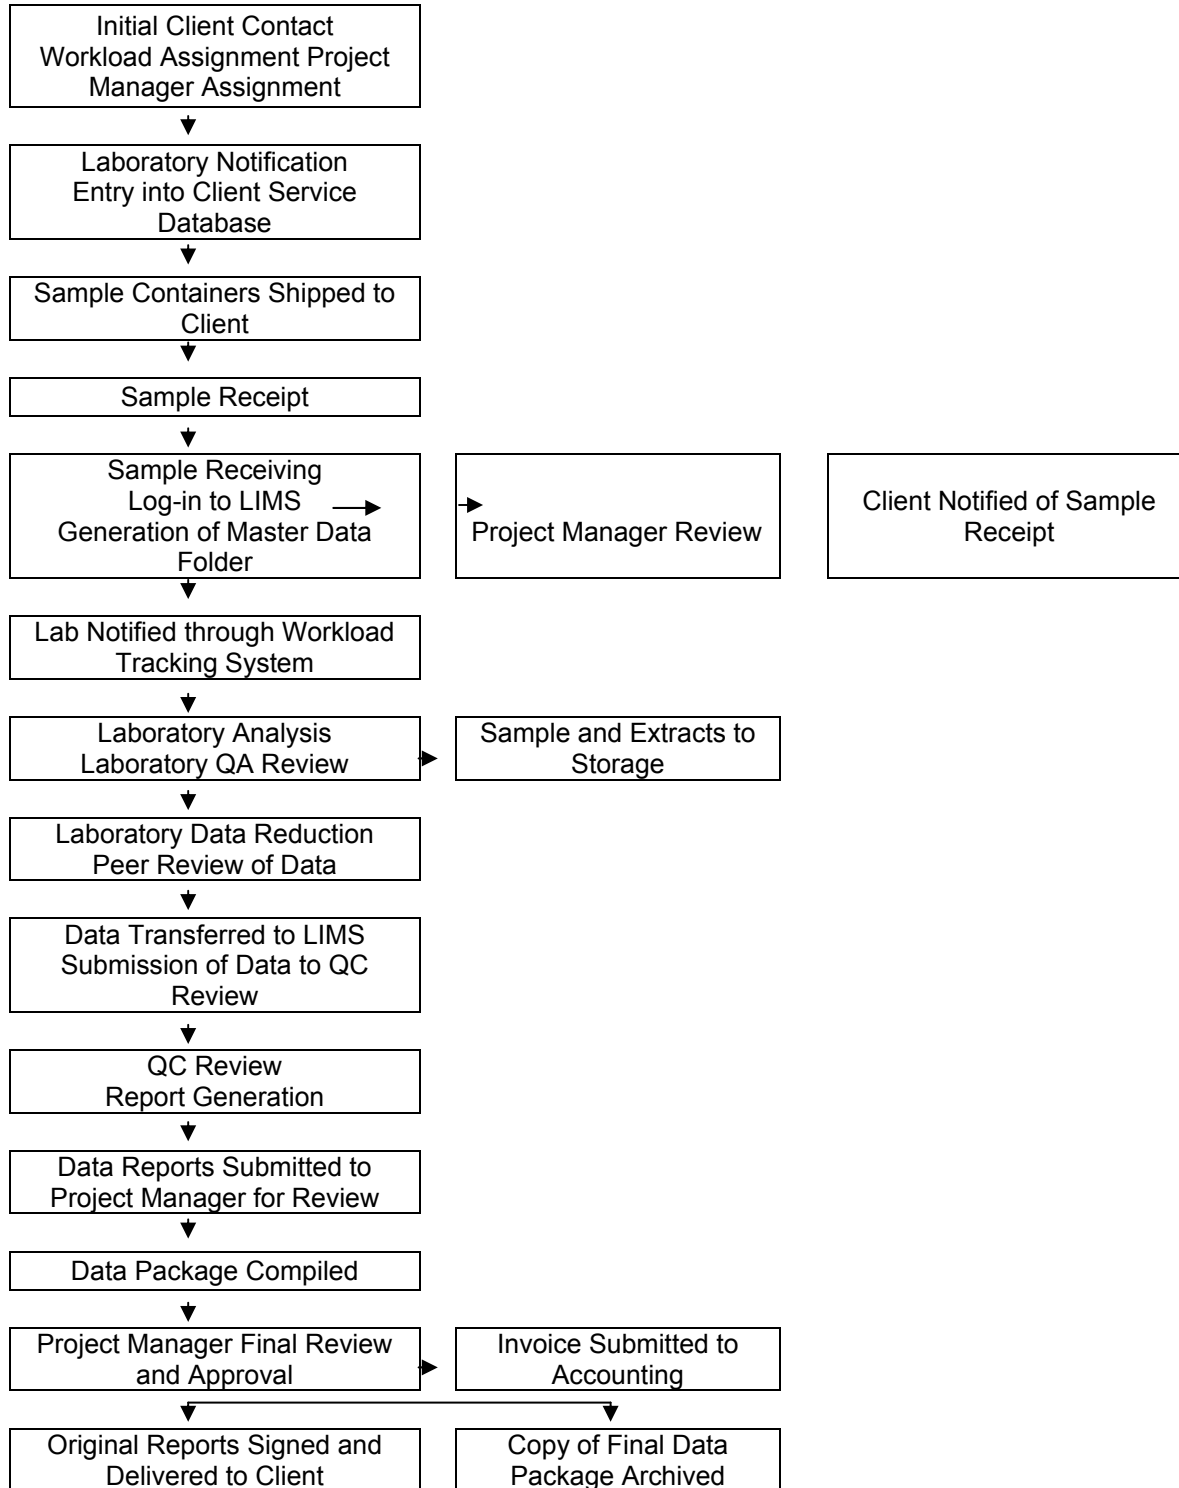 Initial Client Contact
Workload Assignment Project
Manager Assignment
Laboratory Notification
Entry into Client Service
Database
Sample Containers Shipped to
Client
Sample Receipt
Sample Receiving
Log-in to LIMS
Generation of Master Data
Folder
Project Manager Review
Client Notified of Sample
Receipt
Lab Notified through Workload
Tracking System
Laboratory Analysis
Laboratory QA Review
Sample and Extracts to
Storage
Laboratory Data Reduction
Peer Review of Data
Data Transferred to LIMS
Submission of Data to QC
Review
QC Review
Report Generation
Data Reports Submitted to
Project Manager for Review
Data Package Compiled
Project Manager Final Review
and Approval
Invoice Submitted to
Accounting
Original Reports Signed and
Delivered to Client
Copy of Final Data
Package Archived